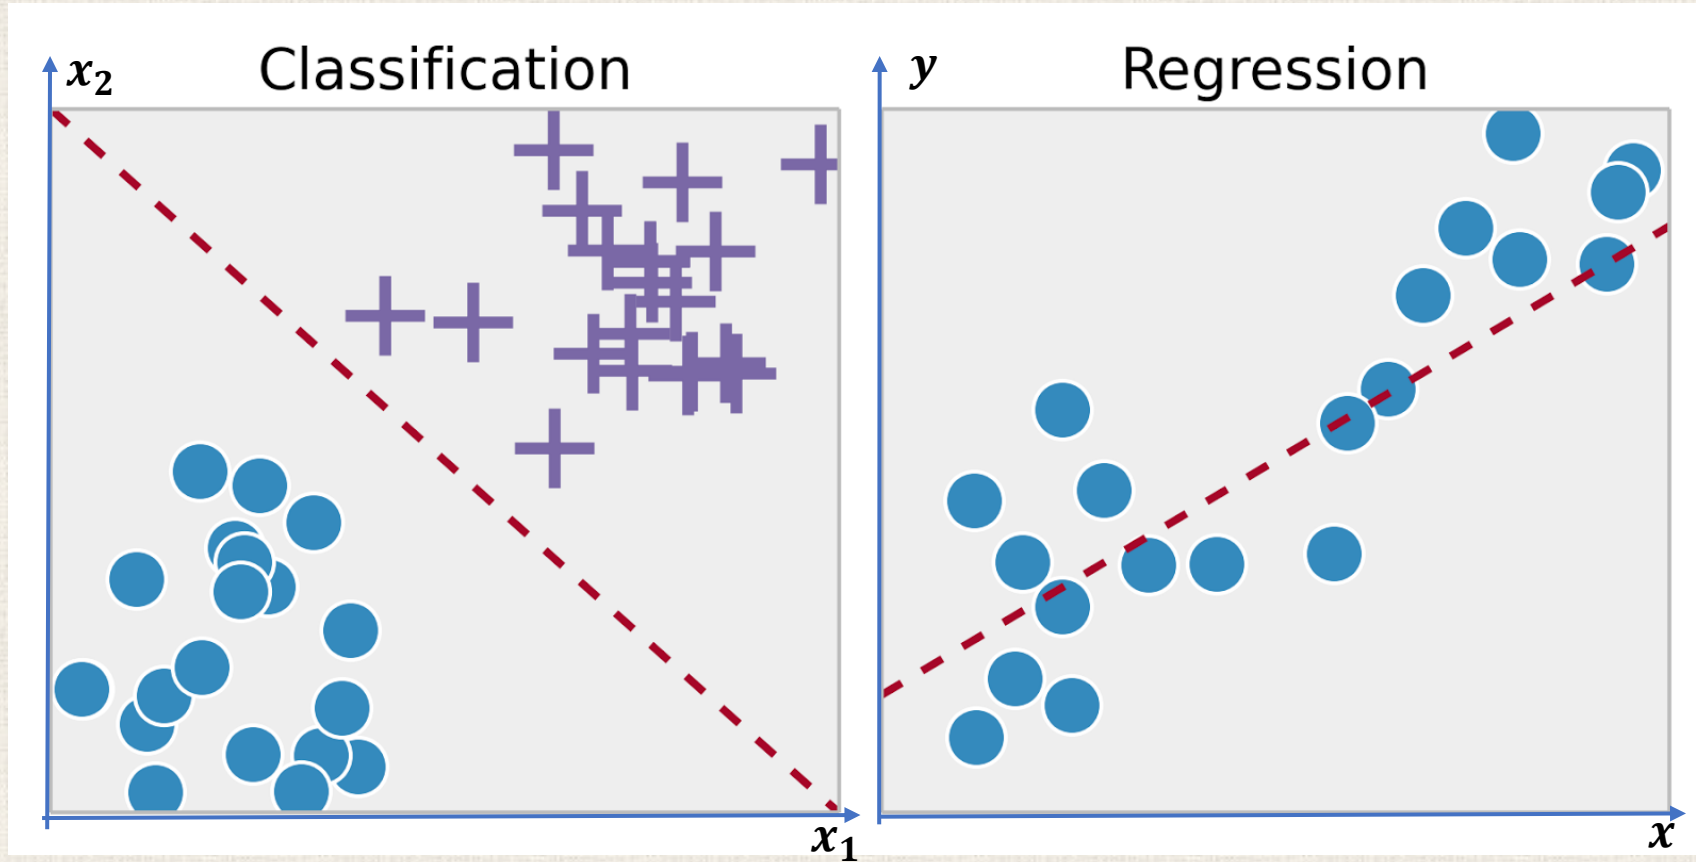 x₂ Classification
x₁
y Regression
x